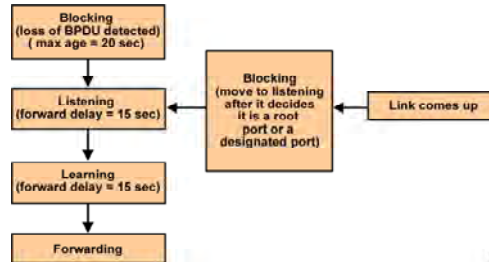 Blocking
(loss of BPDU detected)
( max age = 20 sec)
Listening
(forward delay = 15 sec)
Learning
(forward delay = 15 sec)
Forwarding
Blocking
(move to listening
after it decides
it is a root
port or a
designated port)
Link comes up